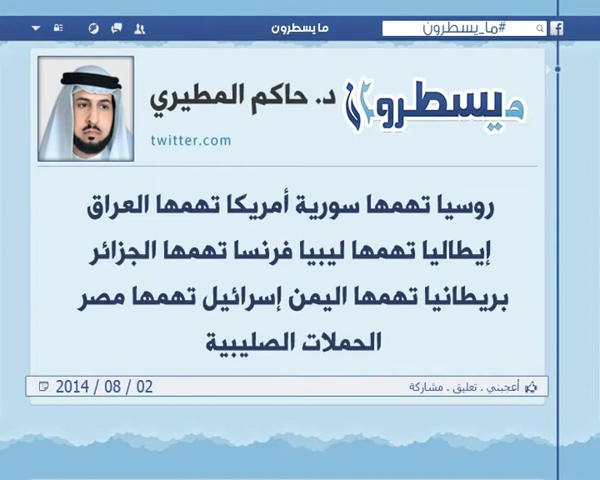 ما يسطرون
#ما_يسطرون
ما يسطرون
د. حاكم المطيري
twitter.com
روسيا تهمها سورية أمريكا تهمها العراق
إيطاليا تهمها ليبيا فرنسا تهمها الجزائر
بريطانيا تهمها اليمن إسرائيل تهمها مصر
الحملات الصليبية
أعجبني . تعليق . مشاركة
2014 / 08 / 02